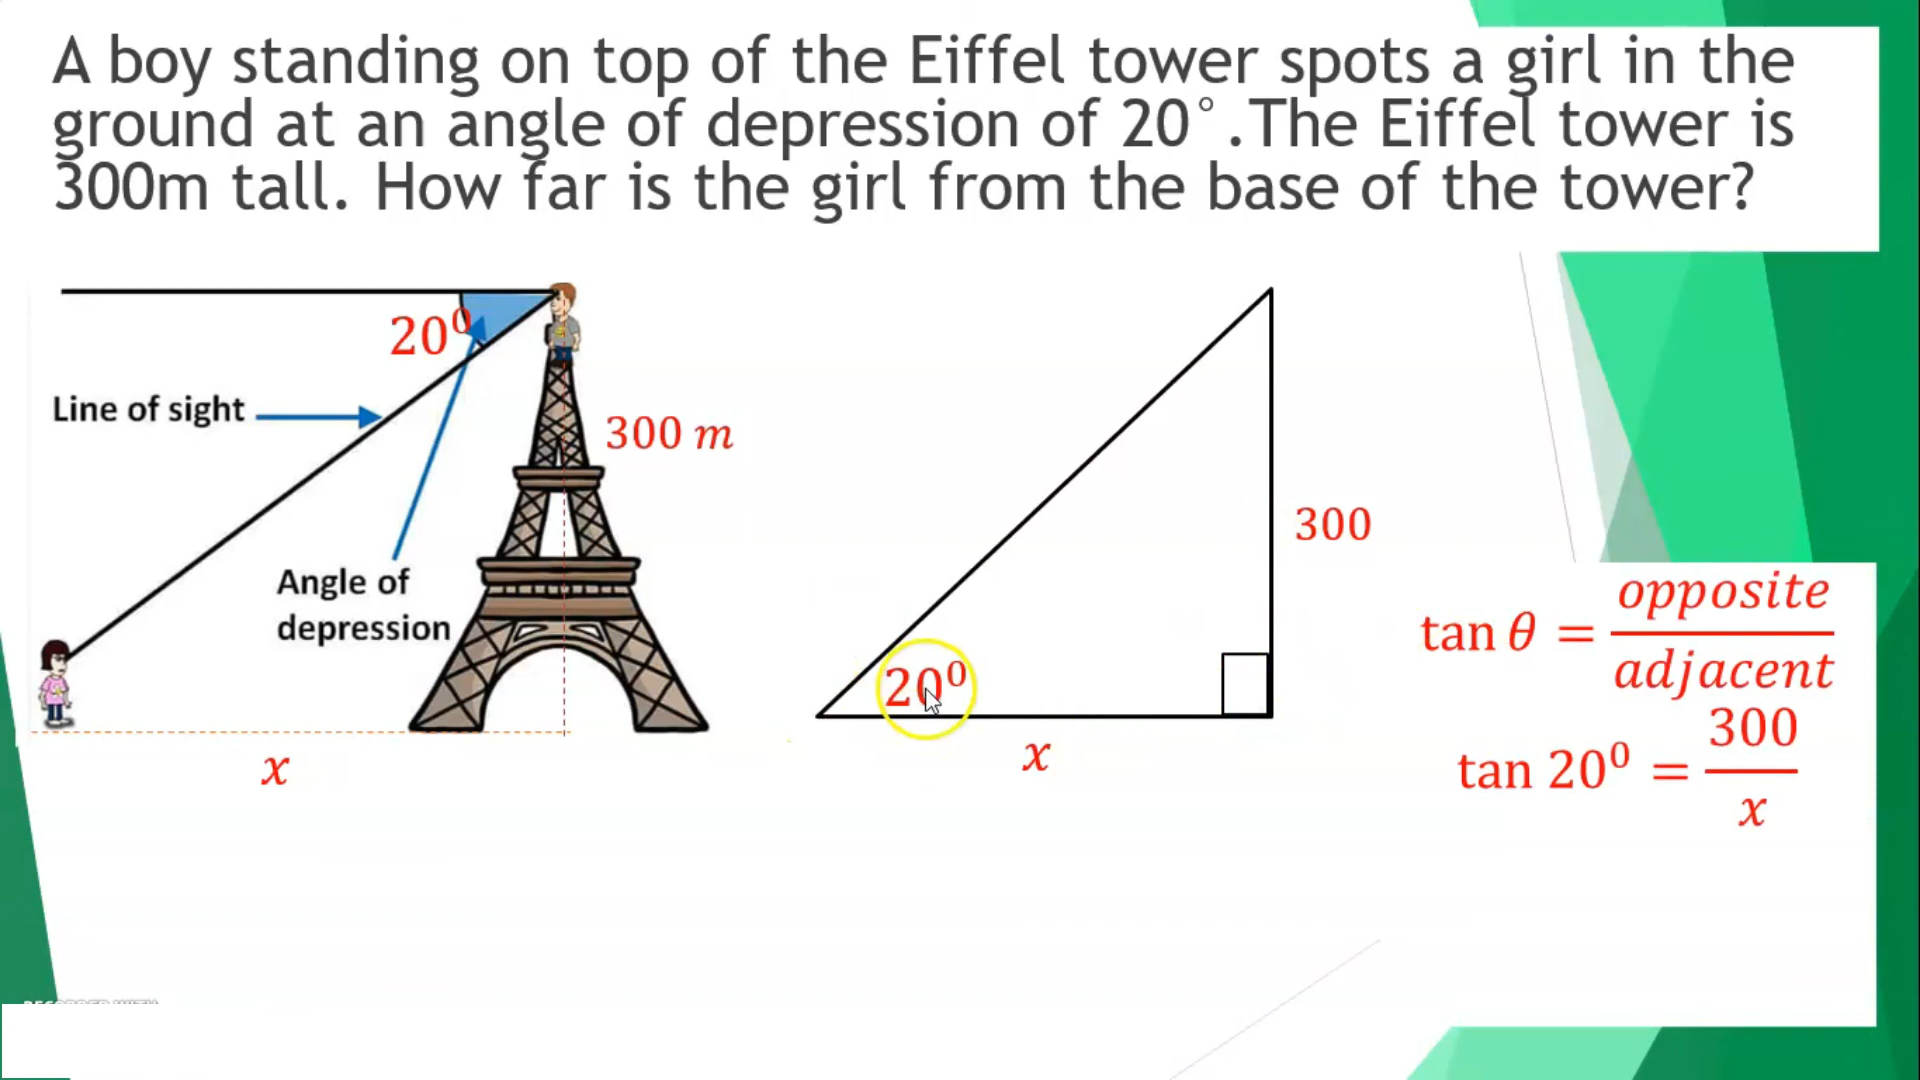 A boy standing on top of the Eiffel tower spots a girl in the
ground at an angle of depression of 20°.The Eiffel tower is
300m tall. How far is the girl from the base of the tower?
20⁰
Line of sight
300 m
Angle of
depression
x
300
20⁰
x
tan θ = opposite / adjacent
tan 20⁰ = 300 / x